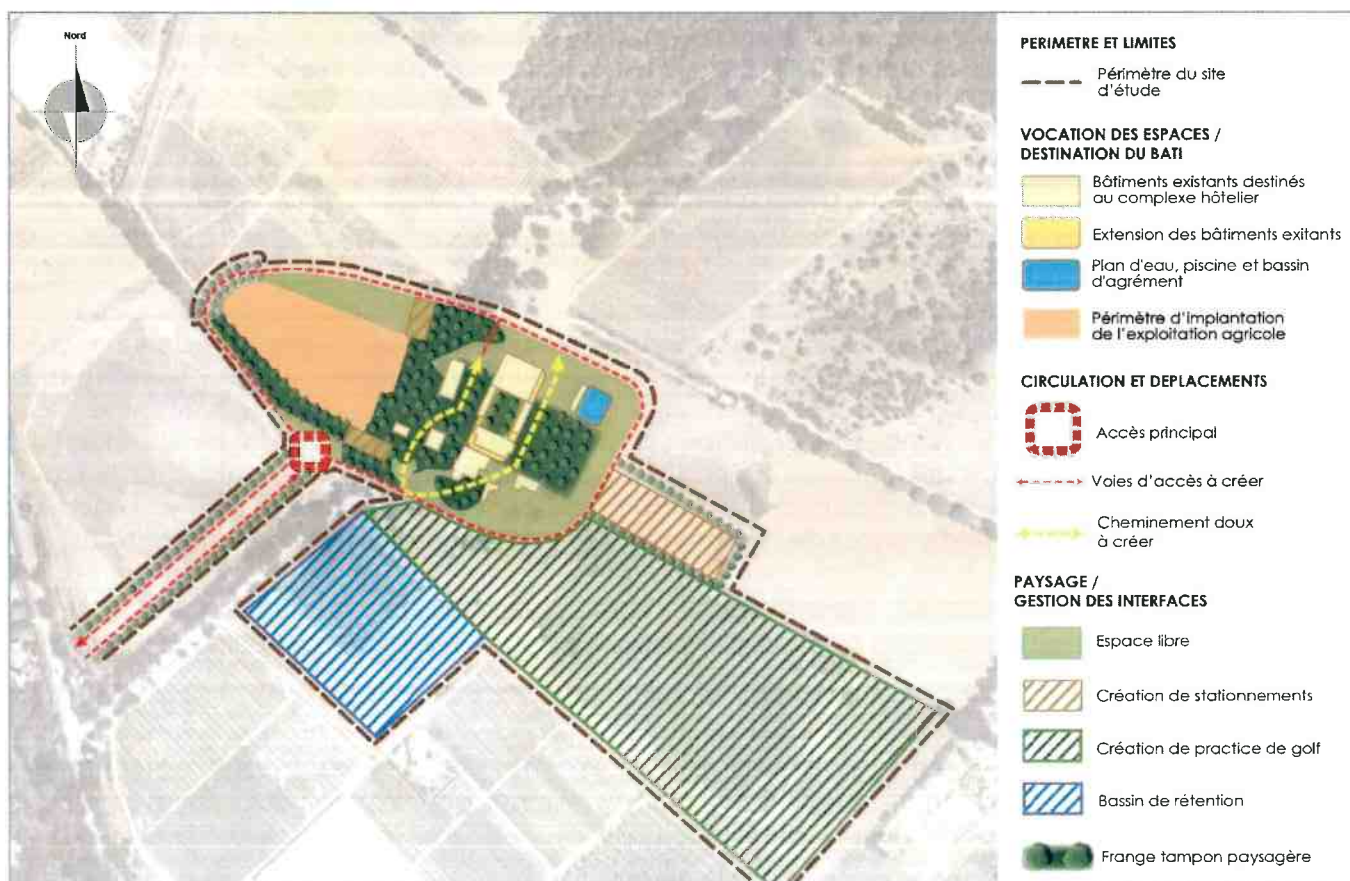 Nord
PERIMETRE ET LIMITES
Périmètre du site
d'étude
VOCATION DES ESPACES /
DESTINATION DU BATI
Bâtiments existants destinés
au complexe hôtelier
Extension des bâtiments exitants
Plan d'eau, piscine et bassin
d'agrément
Périmètre d'implantation
de l'exploitation agricole
CIRCULATION ET DEPLACEMENTS
Accès principal
Voies d'accès à créer
Cheminement doux
à créer
PAYSAGE /
GESTION DES INTERFACES
Espace libre
Création de stationnements
Création de practice de golf
Bassin de rétention
Frange tampon paysagère